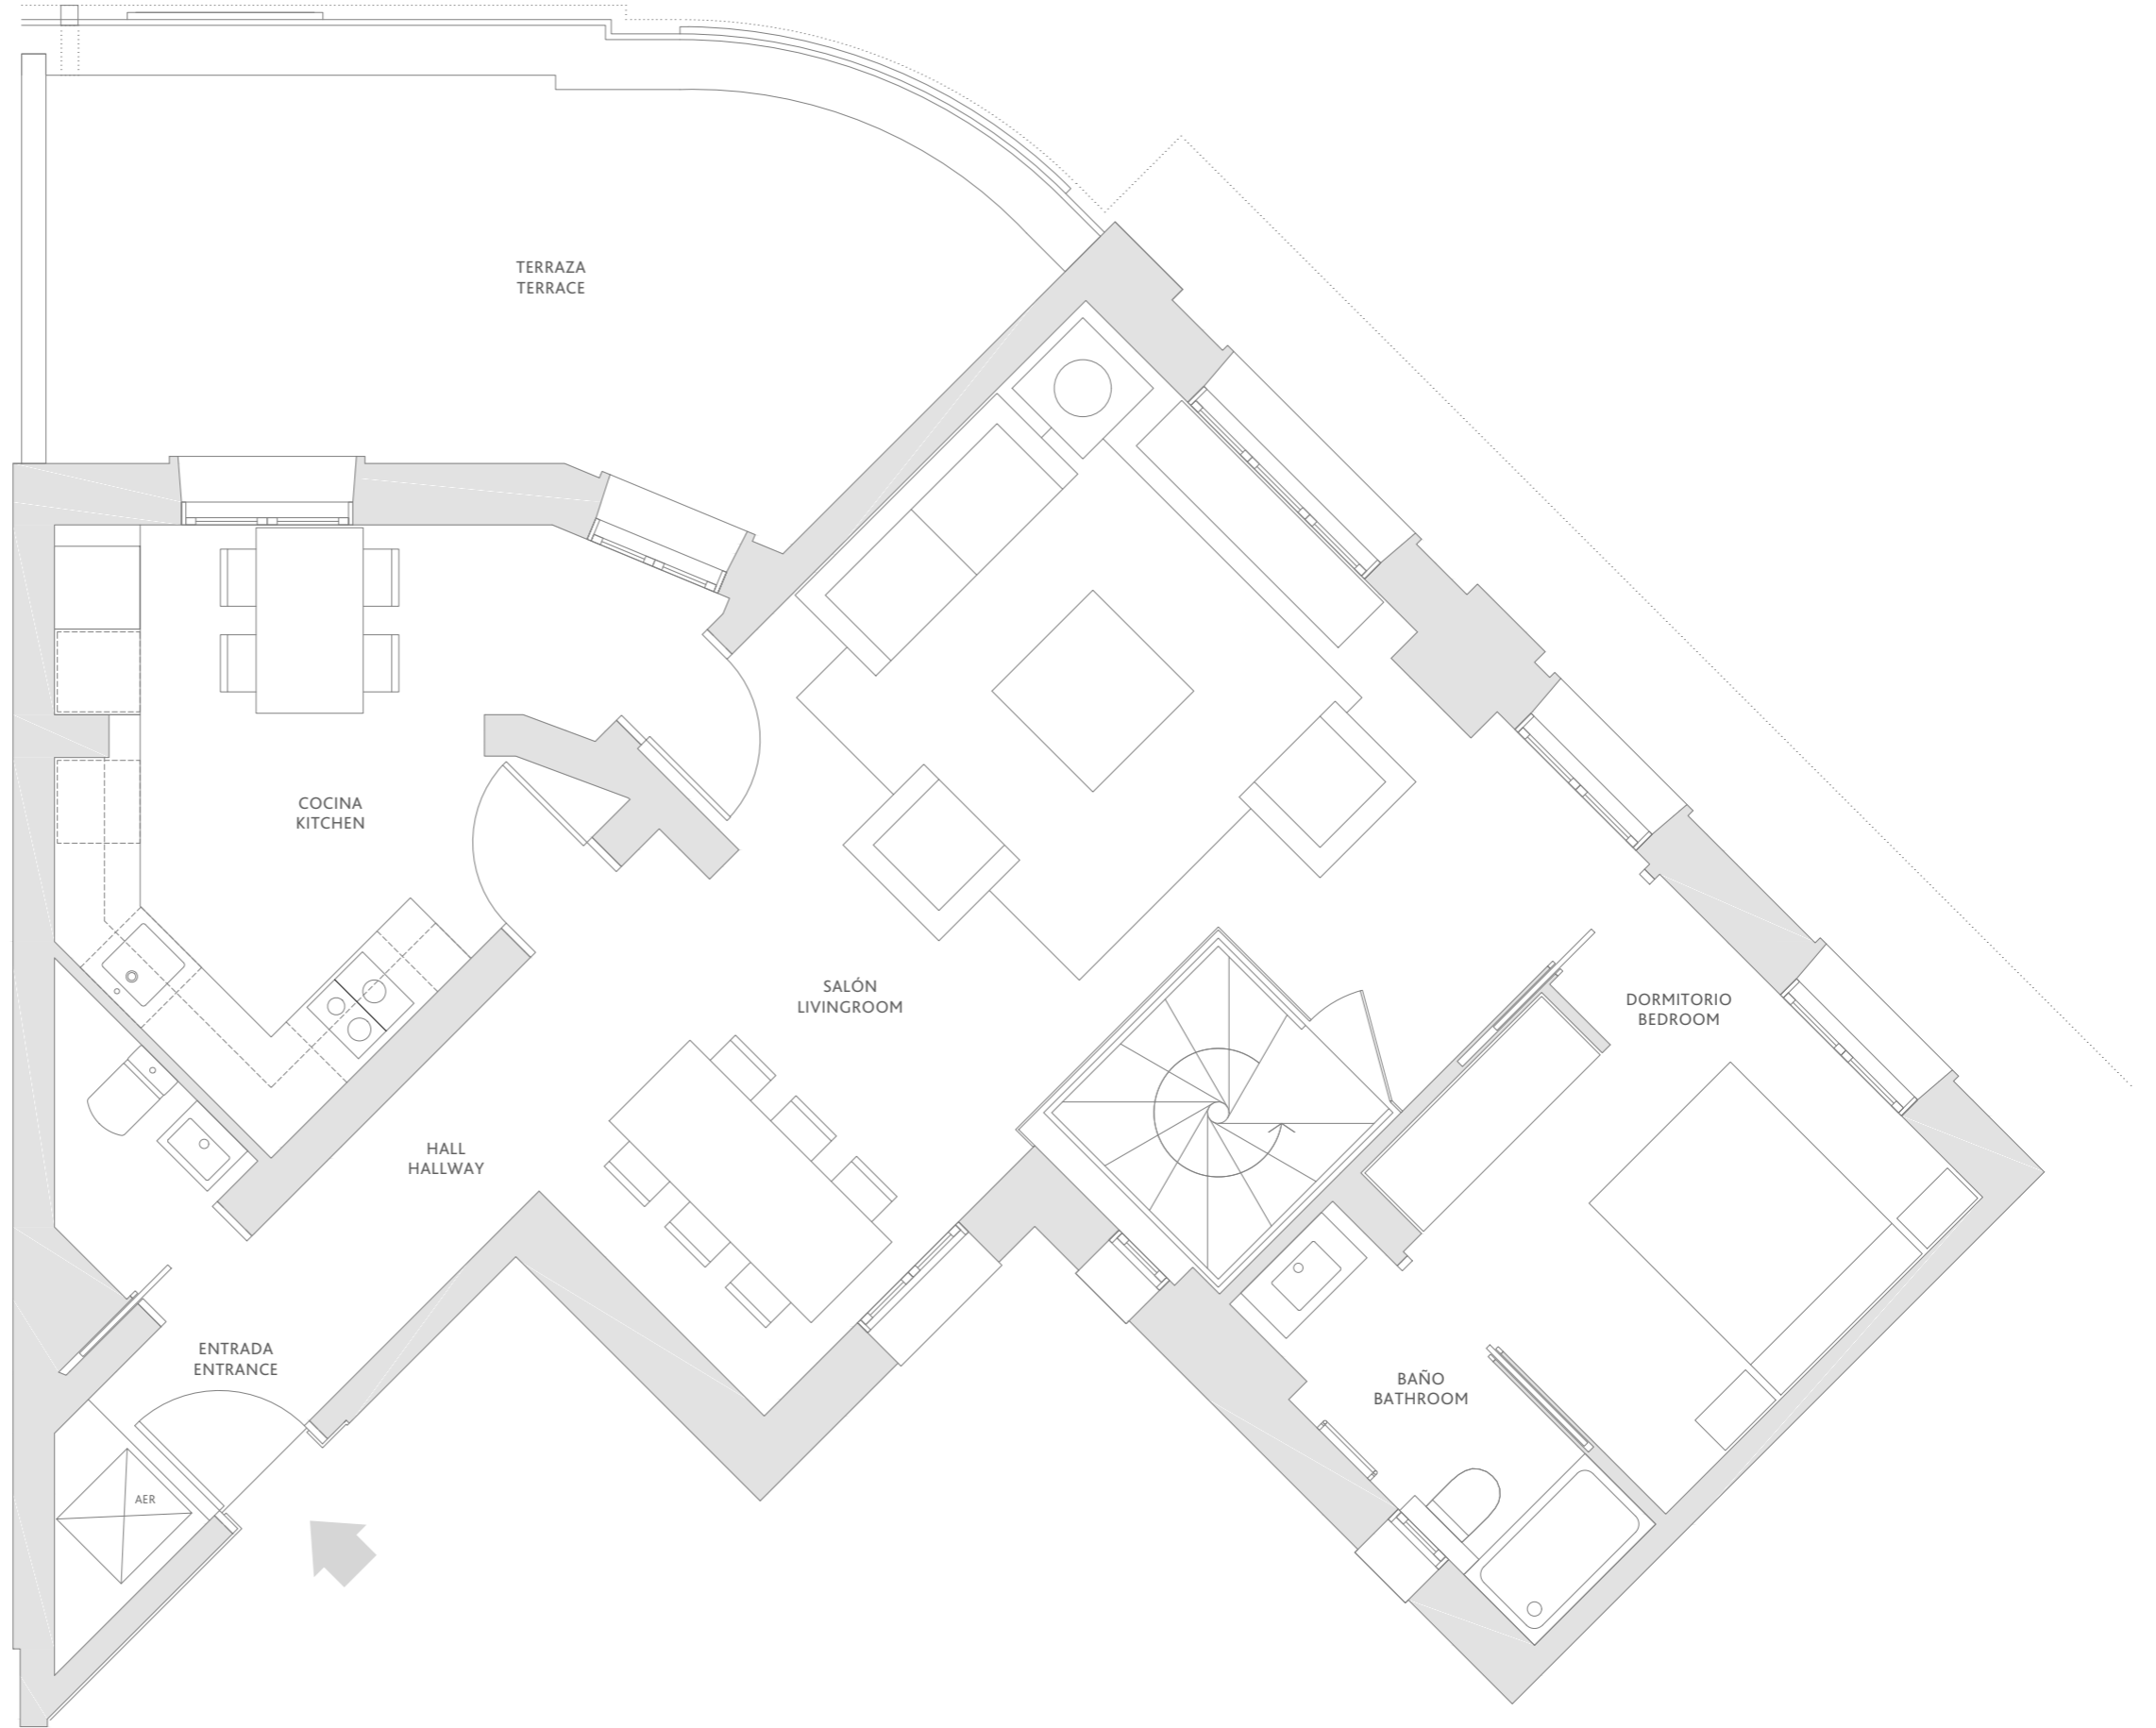 TERRAZA
TERRACE
COCINA
KITCHEN
SALÓN
LIVINGROOM
DORMITORIO
BEDROOM
HALL
HALLWAY
ENTRADA
ENTRANCE
BAÑO
BATHROOM
AER